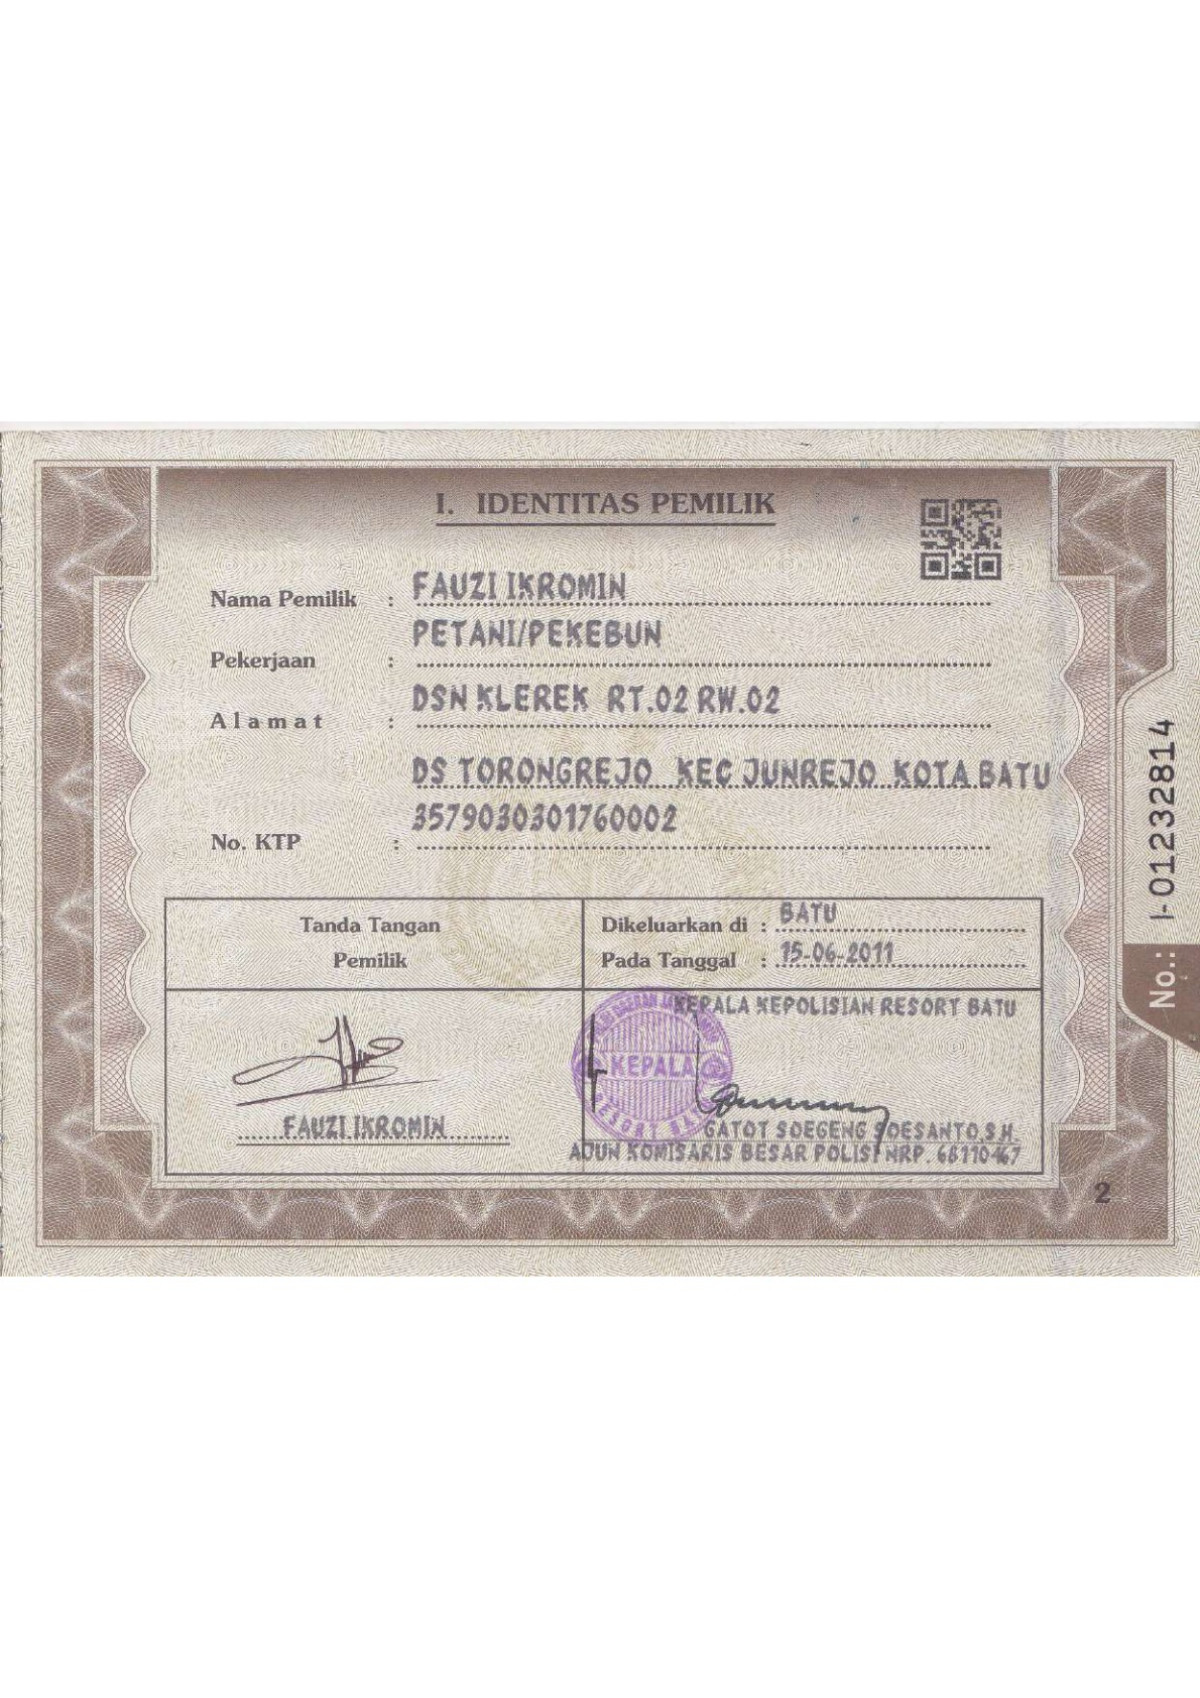 I. IDENTITAS PEMILIK
Nama Pemilik : FAUZI IKROMIN
Pekerjaan : PETANI/PEKEBUN
Alamat : DSN KLEREK RT.02 RW.02
DS TORONGREJO KEC JUNREJO KOTA BATU
No. KTP : 3579030301760002
Tanda Tangan
Pemilik
Dikeluarkan di : BATU
Pada Tanggal : 15-06-2011
KEPALA KEPOLISIAN RESORT BATU
KEPALA
RESORT BATU
FAUZI IKROMIN
GATOT SOEGENG SOESANTO,S.H.
AJUN KOMISARIS BESAR POLISI NRP. 68110467
2
No.: I-01232814